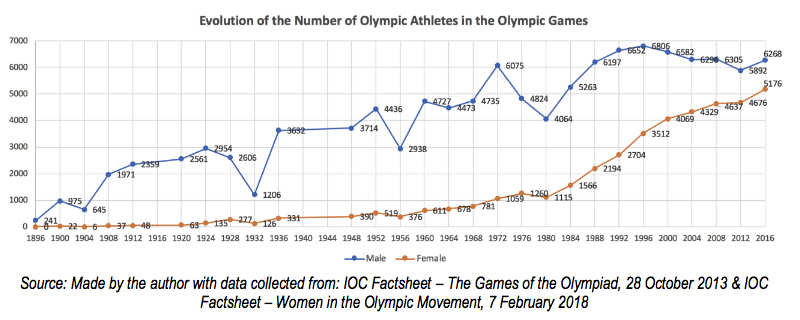 Evolution of the Number of Olympic Athletes in the Olympic Games
7000
6000
5000
4000
3000
2000
1000
0
241 975 645 1971 2359 2561 2954 2606 1206 3632 3714 4436 2938 4727 4473 4735 6075 4824 4064 5263 6197 6652 6806 6582 6296 6305 5892 6268
0 22 6 37 48 63 135 277 126 331 390 519 376 611 678 781 1059 1260 1115 1566 2194 2704 3512 4069 4329 4637 4676 5176
1896 1900 1904 1908 1912 1916 1920 1924 1928 1932 1936 1940 1944 1948 1952 1956 1960 1964 1968 1972 1976 1980 1984 1988 1992 1996 2000 2004 2008 2012 2016
Male Female
Source: Made by the author with data collected from: IOC Factsheet – The Games of the Olympiad, 28 October 2013 & IOC
Factsheet – Women in the Olympic Movement, 7 February 2018